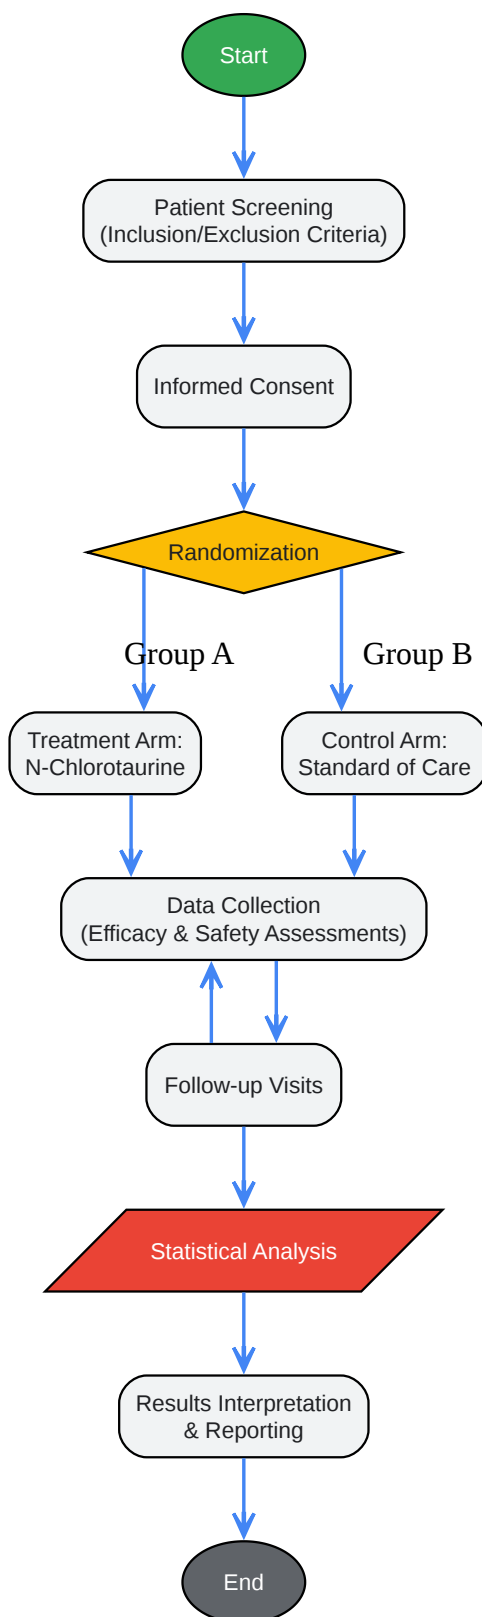 Start
Patient Screening
(Inclusion/Exclusion Criteria)
Informed Consent
Randomization
Group A
Group B
Treatment Arm:
N-Chlorotaurine
Control Arm:
Standard of Care
Data Collection
(Efficacy & Safety Assessments)
Follow-up Visits
Statistical Analysis
Results Interpretation
& Reporting
End